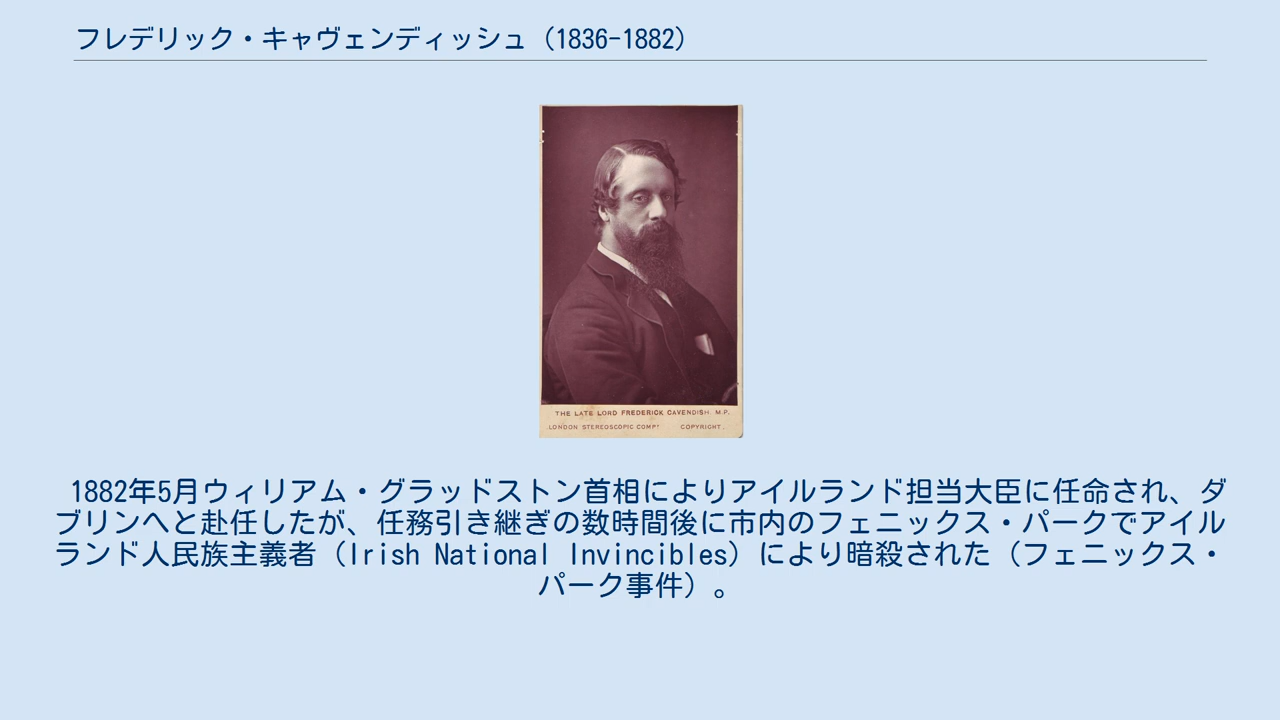 フレデリック・キャヴェンディッシュ（1836-1882）
THE LATE LORD FREDERICK CAVENDISH. M.P.
LONDON STEREOSCOPIC COMPY COPYRIGHT.
1882年5月ウィリアム・グラッドストン首相によりアイルランド担当大臣に任命され、ダ
ブリンへと赴任したが、任務引き継ぎの数時間後に市内のフェニックス・パークでアイル
ランド人民族主義者（Irish National Invincibles）により暗殺された（フェニックス・
パーク事件）。